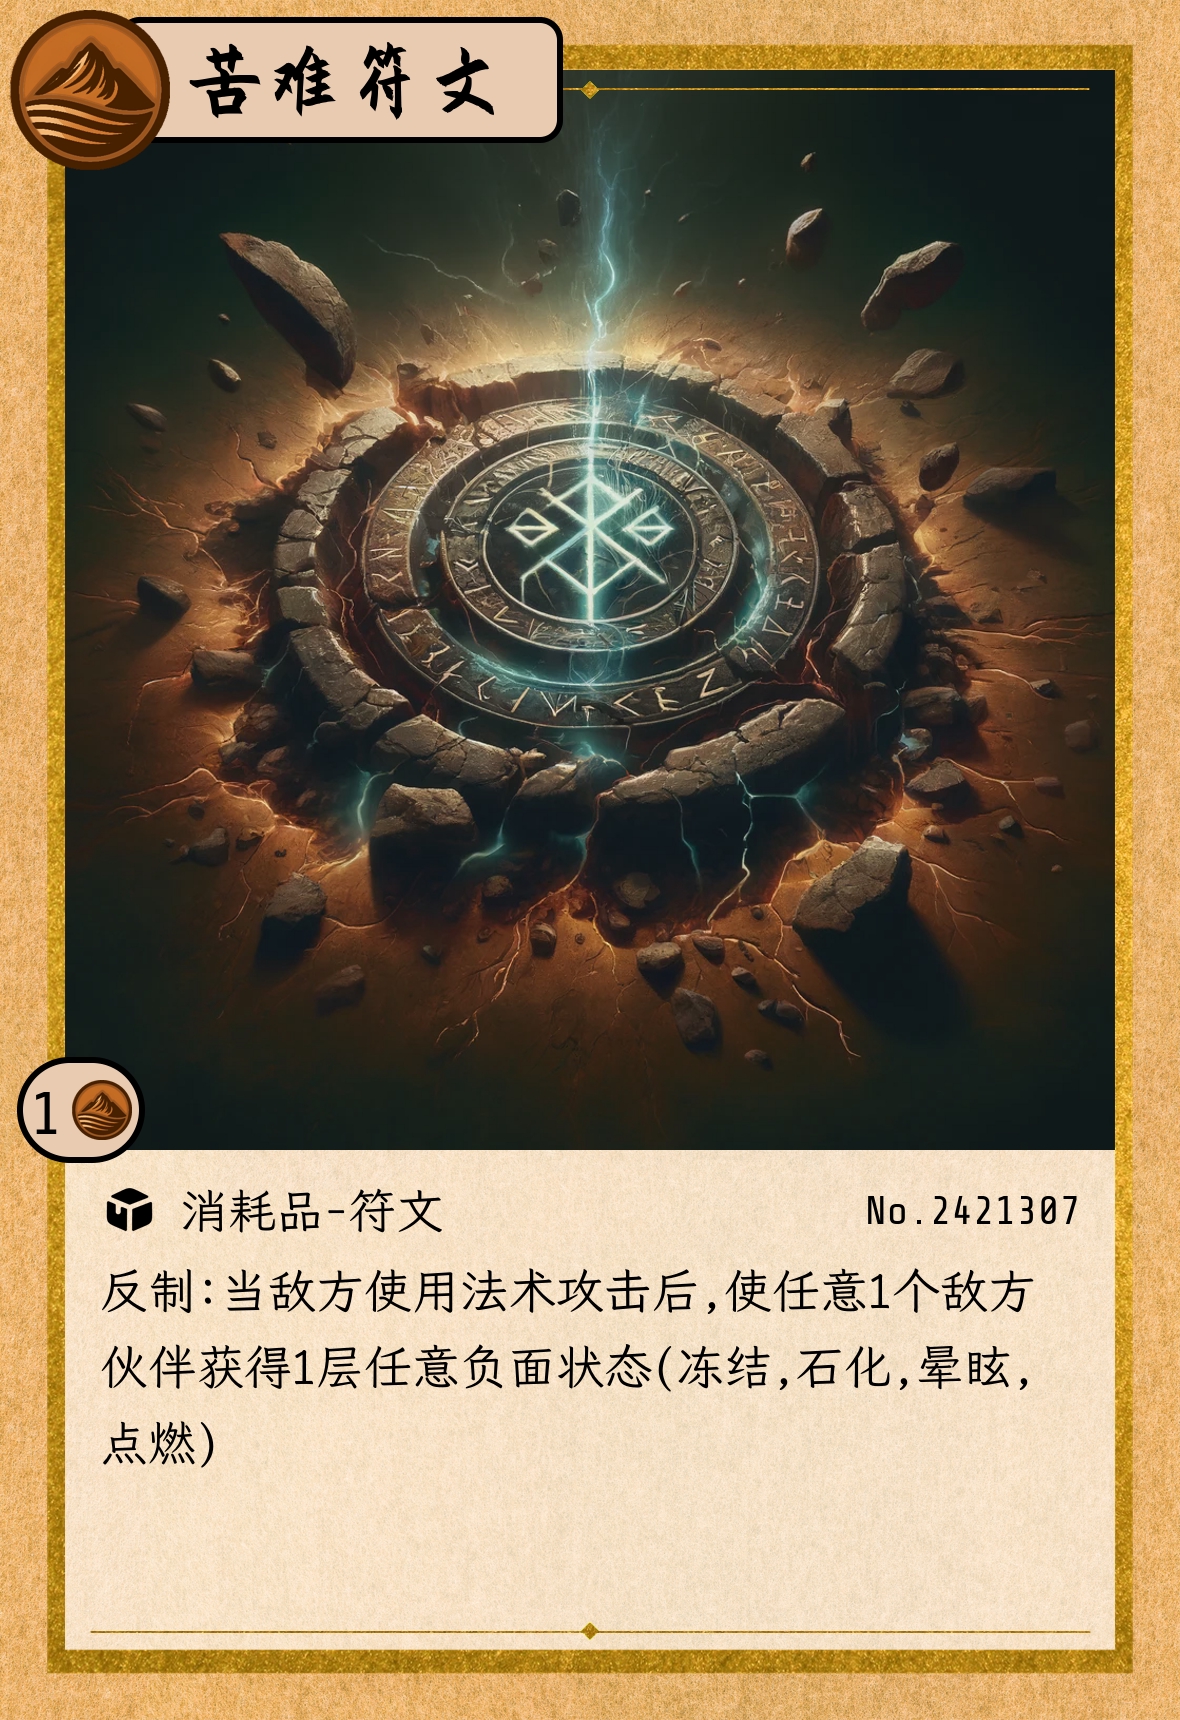 苦难符文
1
消耗品-符文
No.2421307
反制:当敌方使用法术攻击后,使任意1个敌方
伙伴获得1层任意负面状态(冻结,石化,晕眩,
点燃)